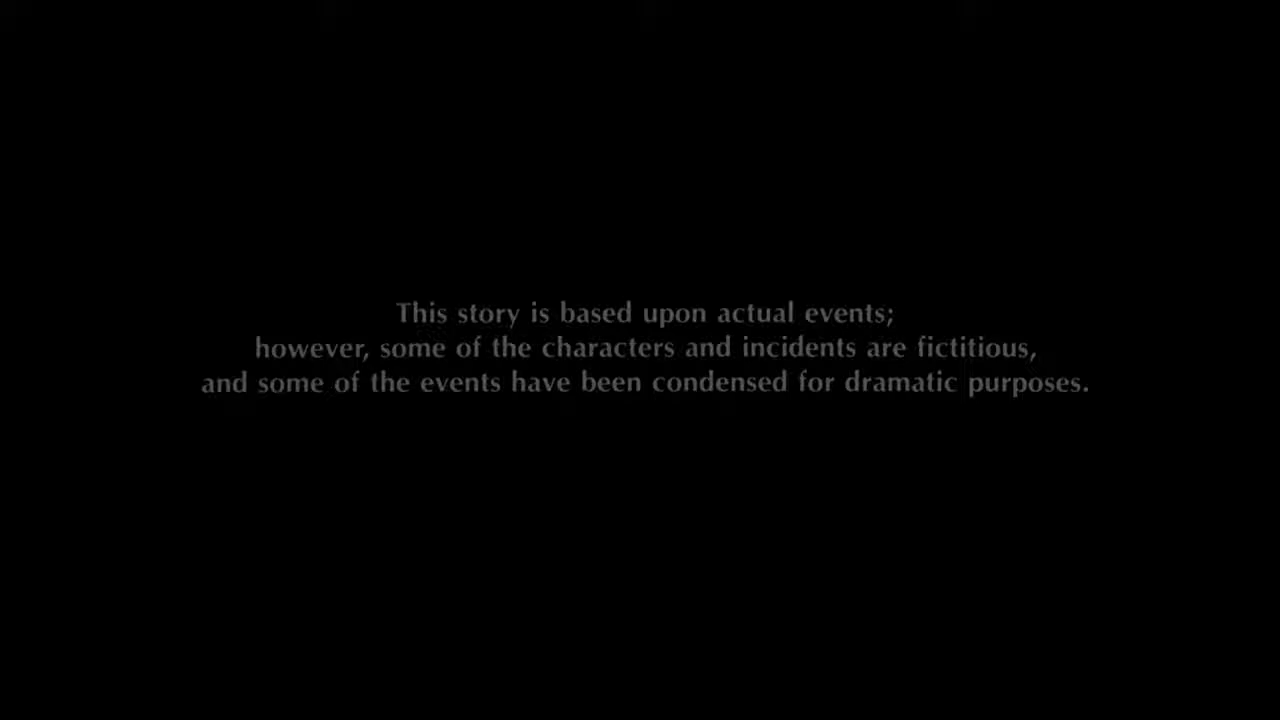 This story is based upon actual events;
however, some of the characters and incidents are fictitious,
and some of the events have been condensed for dramatic purposes.